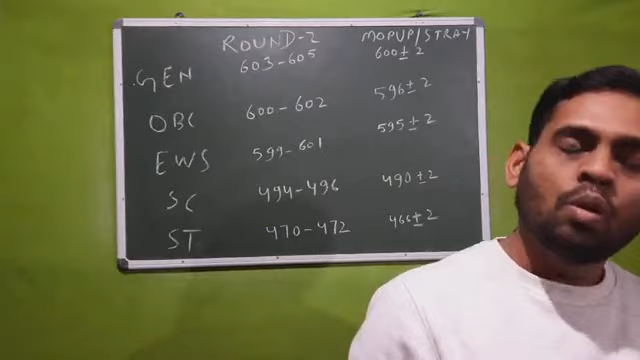 ROUND-2 MOPUP/STRAY
GEN 603-605 600±2
OBC 600-602 596±2
EWS 599-601 595±2
SC 494-496 490±2
ST 470-472 466±2